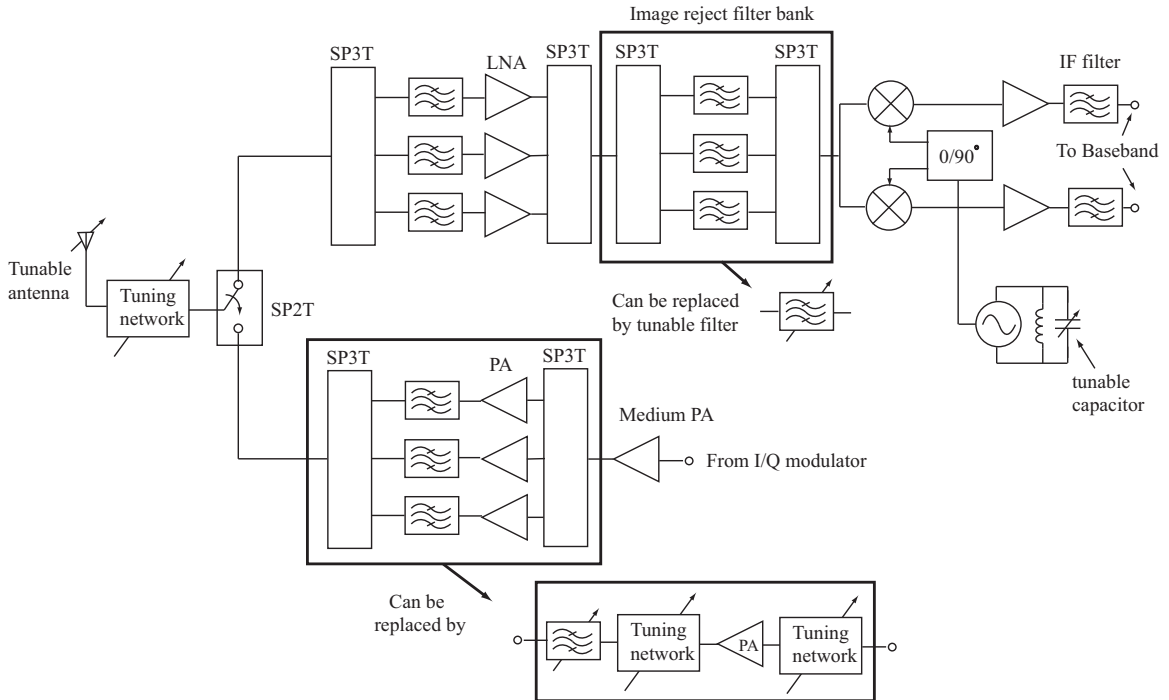 Image reject filter bank
SP3T
LNA
SP3T
SP3T
SP3T
IF filter
0/90°
To Baseband
Tunable
antenna
Tuning
network
SP2T
Can be replaced
by tunable filter
tunable
capacitor
SP3T
PA
SP3T
Medium PA
From I/Q modulator
Can be
replaced by
Tuning
network
PA
Tuning
network